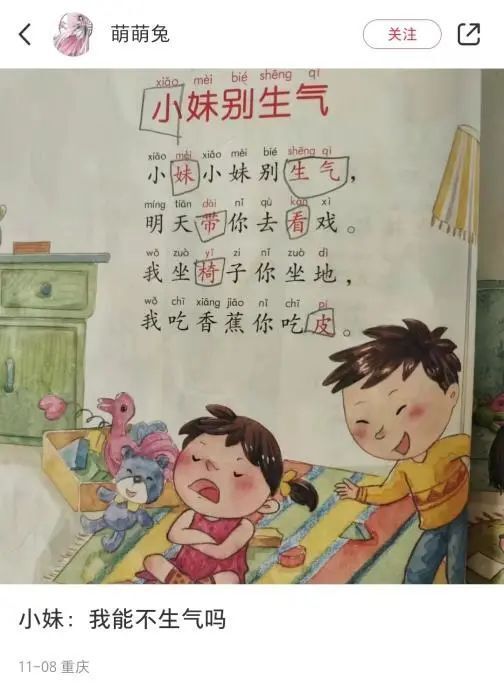 萌萌兔
关注
xiǎo mèi bié shēng qì
小妹别生气
xiǎo mèi xiǎo mèi bié shēng qì
小妹小妹别生气，
míng tiān dài nǐ qù kàn xì
明天带你去看戏。
wǒ zuò yǐ zi nǐ zuò dì
我坐椅子你坐地，
wǒ chī xiāng jiāo nǐ chī pí
我吃香蕉你吃皮。
小妹：我能不生气吗
11-08 重庆